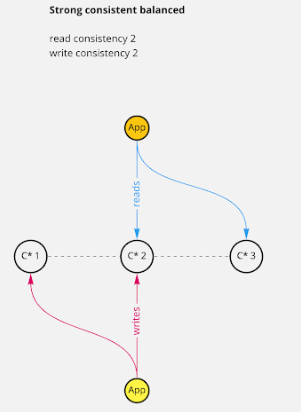 Strong consistent balanced
read consistency 2
write consistency 2
App
reads
C* 1
C* 2
C* 3
writes
App